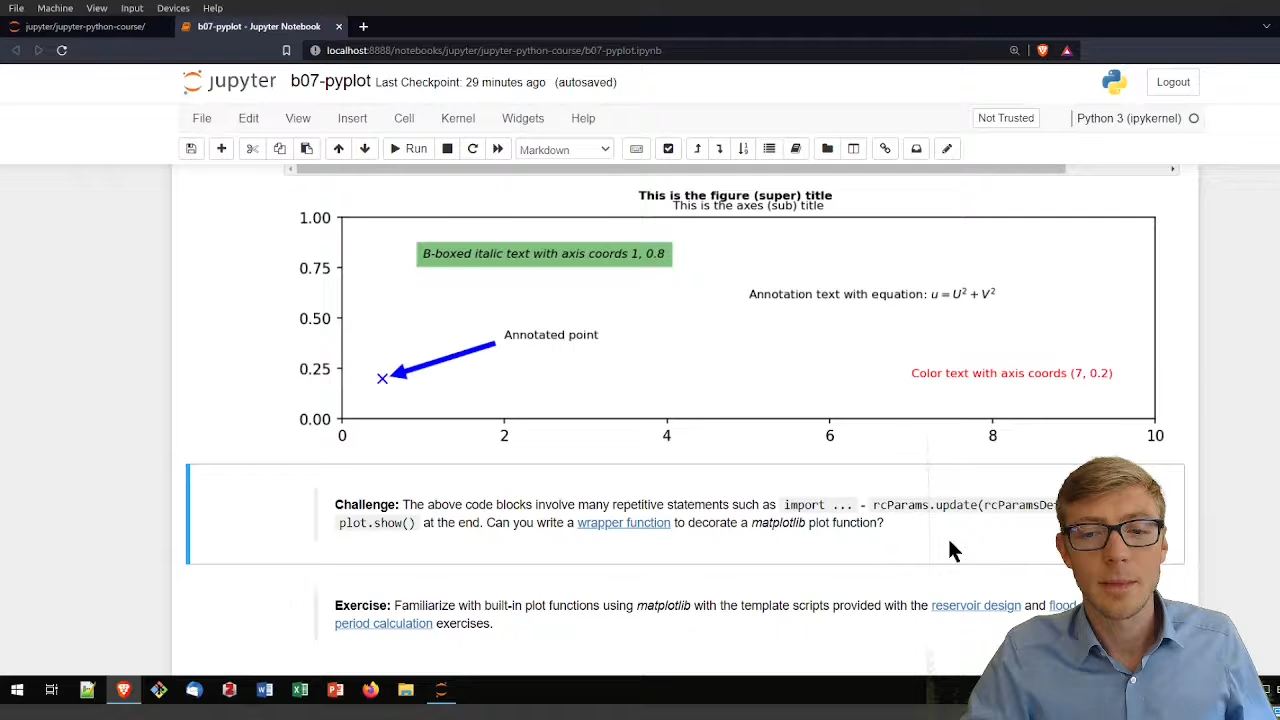 File Machine View Input Devices Help
jupyter/jupyter-python-course/ b07-pyplot - Jupyter Notebook
localhost:8888/notebooks/jupyter/jupyter-python-course/b07-pyplot.ipynb
jupyter b07-pyplot Last Checkpoint: 29 minutes ago (autosaved) Logout
File Edit View Insert Cell Kernel Widgets Help Not Trusted Python 3 (ipykernel)
Run Markdown
This is the figure (super) title
This is the axes (sub) title
1.00
B-boxed italic text with axis coords 1, 0.8
0.75
Annotation text with equation: u = U² + V²
0.50
Annotated point
0.25
Color text with axis coords (7, 0.2)
0.00
0 2 4 6 8 10
Challenge: The above code blocks involve many repetitive statements such as import ... - rcParams.update(rcParamsDe
plot.show() at the end. Can you write a wrapper function to decorate a matplotlib plot function?
Exercise: Familiarize with built-in plot functions using matplotlib with the template scripts provided with the reservoir design and flood
period calculation exercises.